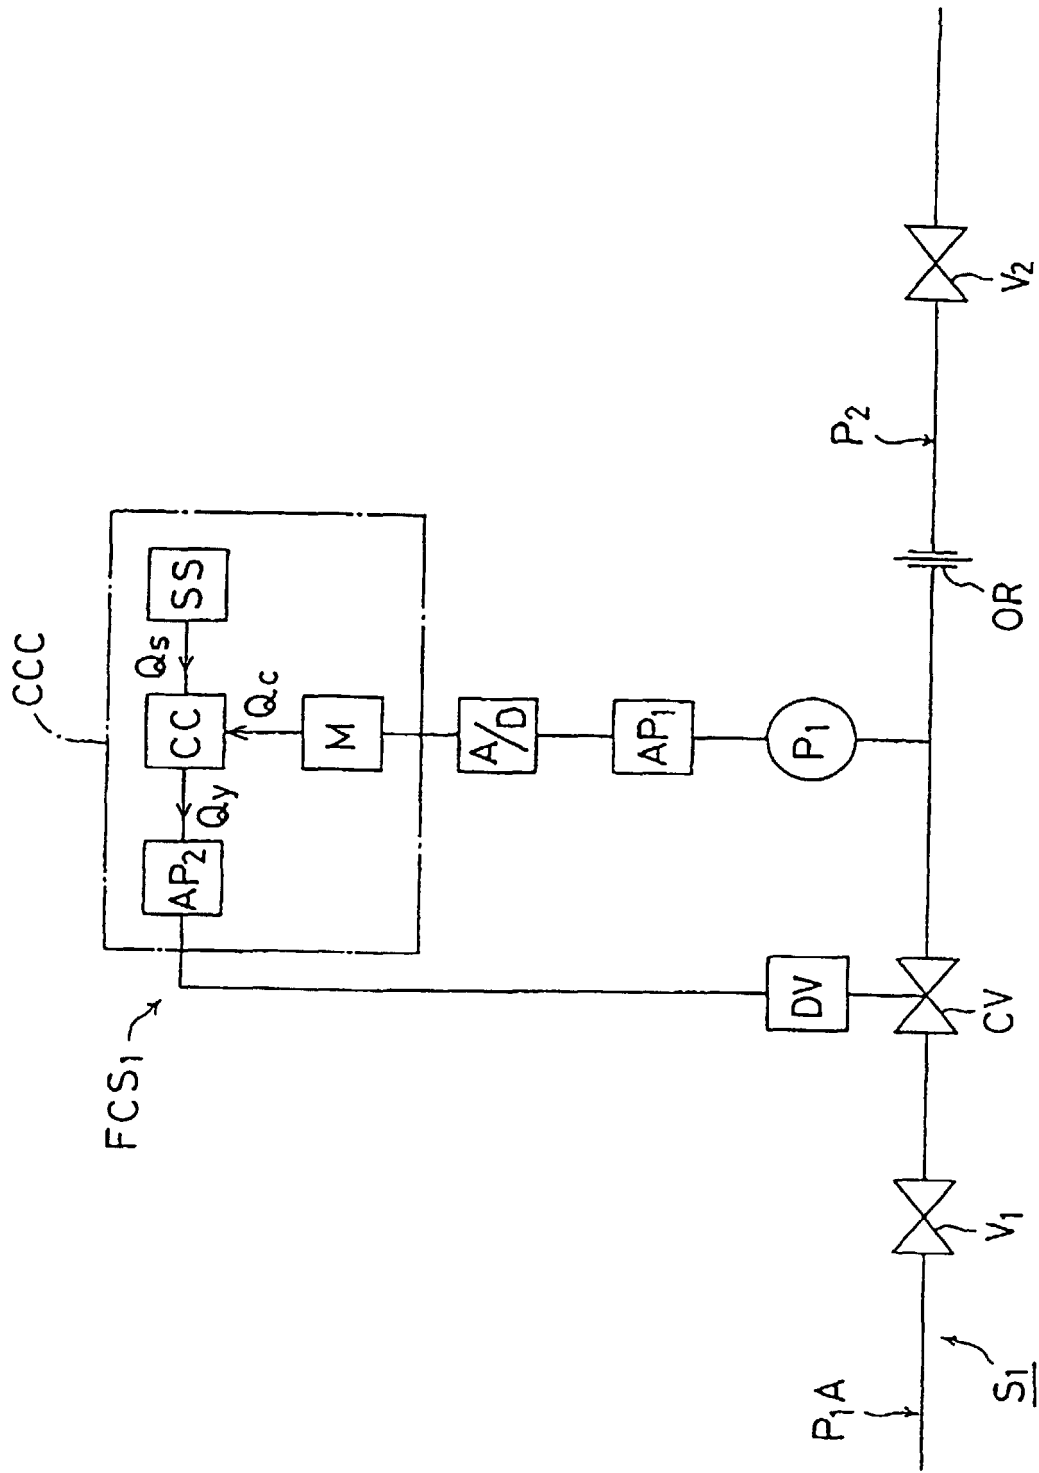 CCC
FCS₁
SS
Qs
CC
Qc
Qy
AP₂
M
A/D
AP₁
P₁
DV
P₁A
P₂
S₁
V₁
CV
OR
V₂